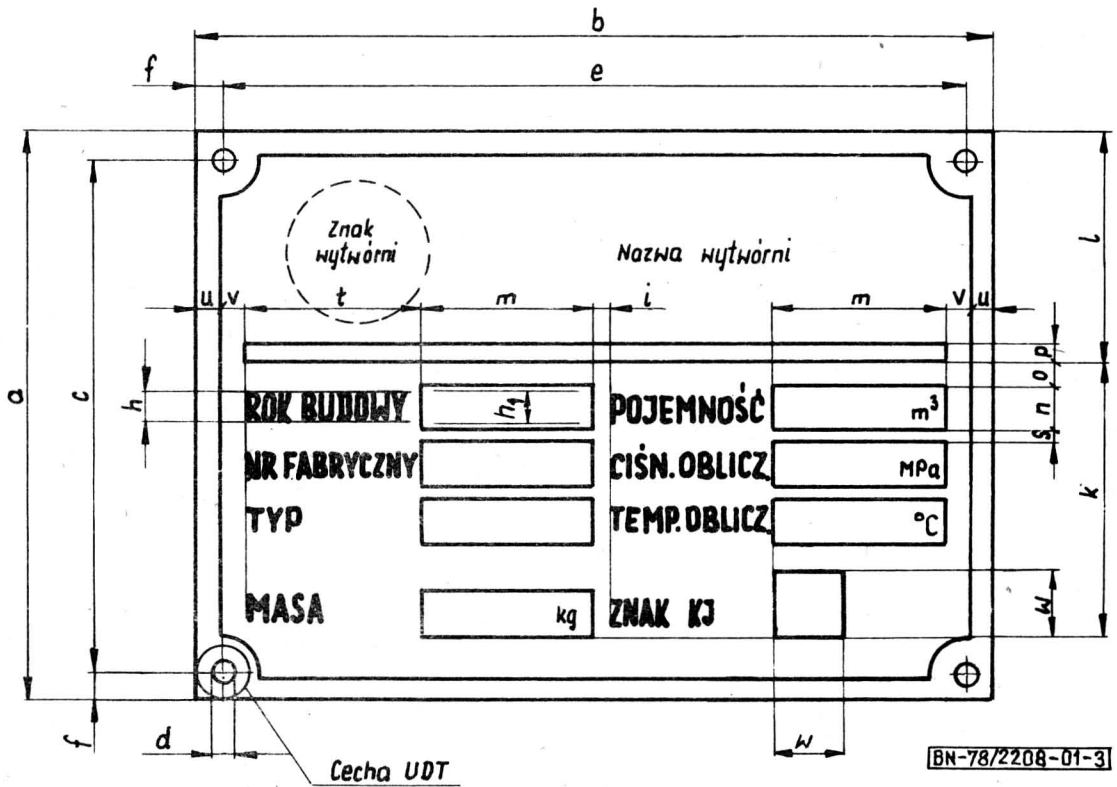 b
f e
Znak
wytwórni
Nazwa wytwórni
l
u v t m i m v u
p
a c h
o
ROK BUDOWY h1 POJEMNOŚĆ m³ n
s
NR FABRYCZNY CIŚN. OBLICZ. MPa
k
TYP TEMP. OBLICZ. °C
MASA kg ZNAK KJ w
f d w
Cecha UDT
BN-78/2208-01-3